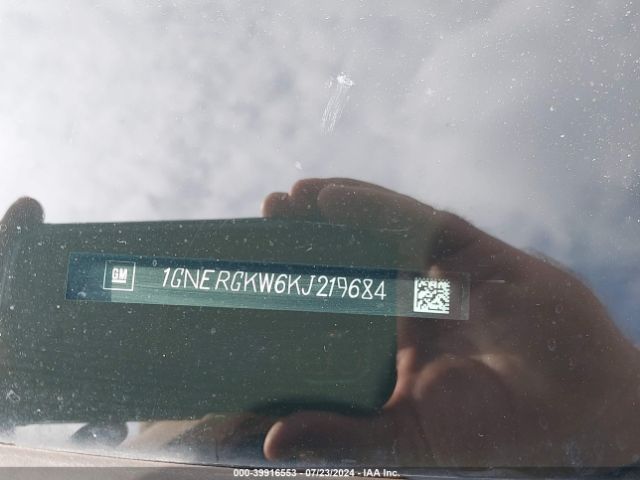 GM
1GNERGKW6KJ219684
000-39916553 - 07/23/2024 - IAA Inc.